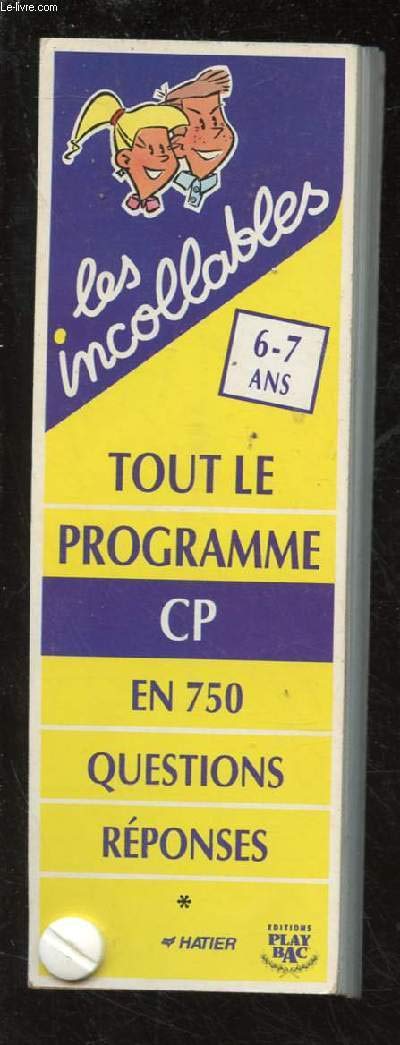 Le-livre.com
les
incollables
6-7
ANS
TOUT LE
PROGRAMME
CP
EN 750
QUESTIONS
RÉPONSES
*
HATIER
EDITIONS
PLAY
BAC